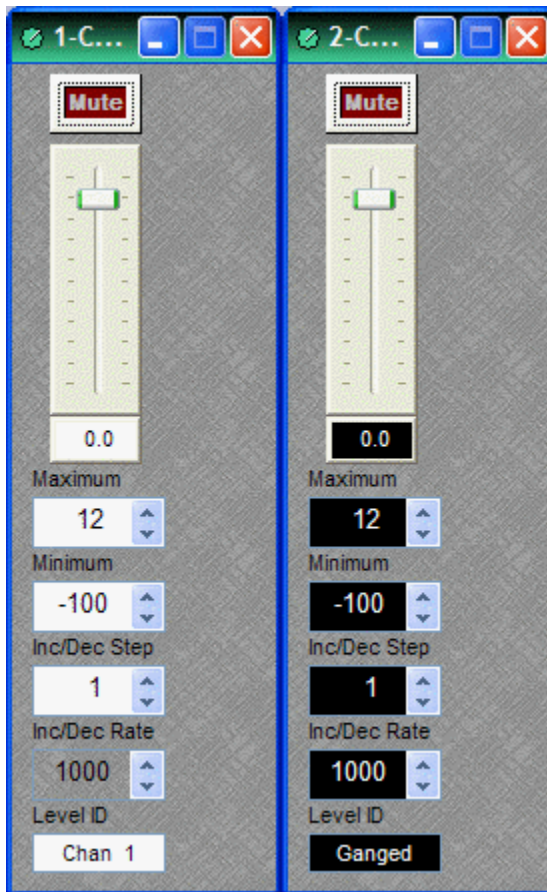 1-C...
Mute
0.0
Maximum
12
Minimum
-100
Inc/Dec Step
1
Inc/Dec Rate
1000
Level ID
Chan 1
2-C...
Mute
0.0
Maximum
12
Minimum
-100
Inc/Dec Step
1
Inc/Dec Rate
1000
Level ID
Ganged